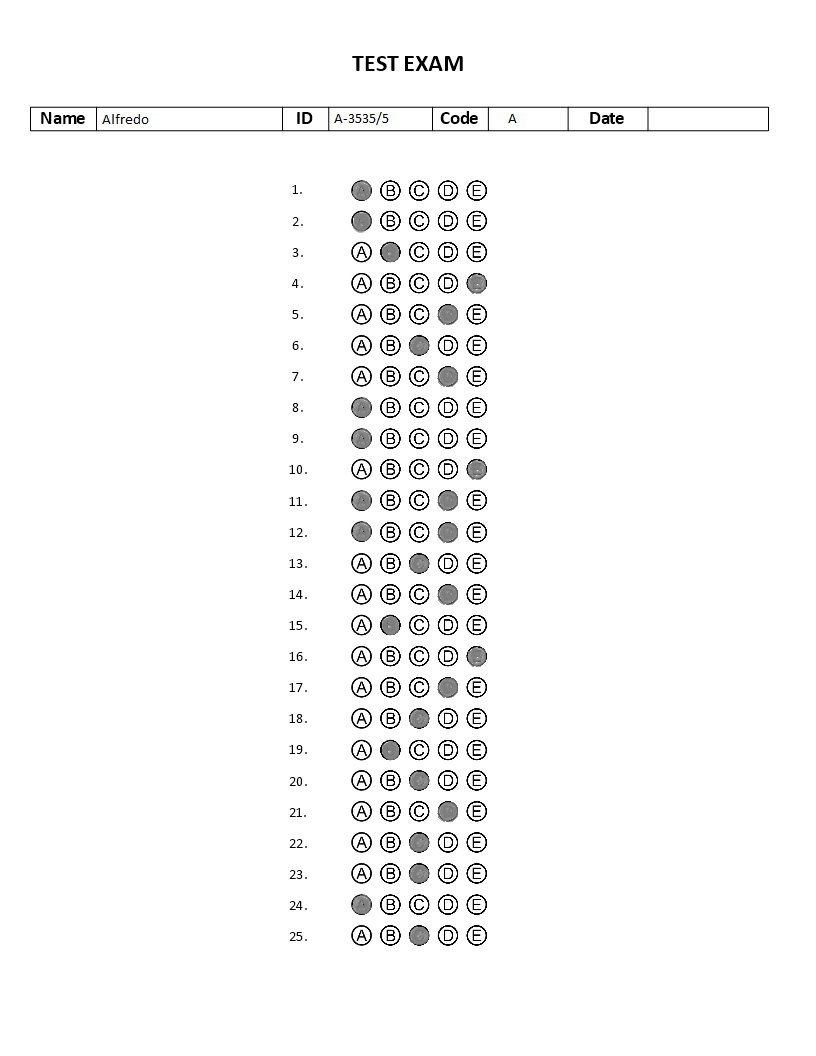 TEST EXAM
Name Alfredo ID A-3535/5 Code A Date
1. B C D E
2. B C D E
3. A C D E
4. A B C D
5. A B C E
6. A B D E
7. A B C E
8. B C D E
9. B C D E
10. A B C D
11. B C E
12. B C E
13. A B D E
14. A B C E
15. A C D E
16. A B C D
17. A B C E
18. A B D E
19. A C D E
20. A B D E
21. A B C E
22. A B D E
23. A B D E
24. B C D E
25. A B D E